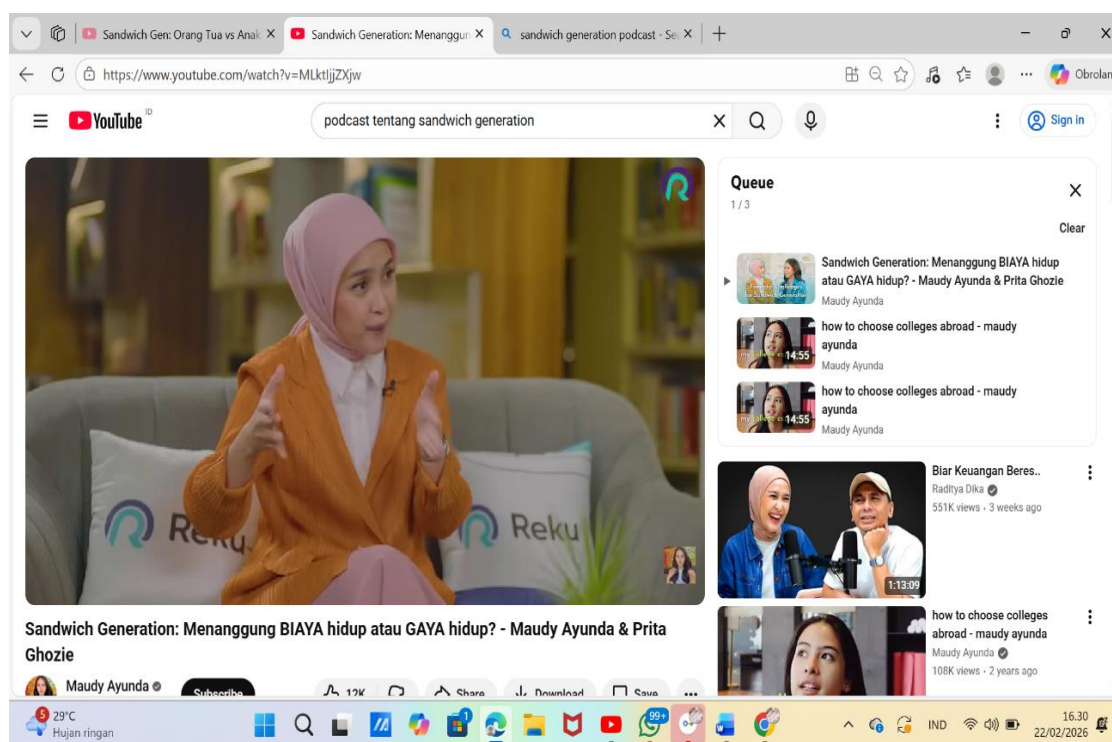 Sandwich Gen: Orang Tua vs Anak
Sandwich Generation: Menanggun
sandwich generation podcast - Se
https://www.youtube.com/watch?v=MLktIjjZXjw
Obrolan
YouTube ID
podcast tentang sandwich generation
Sign in
R
Reku
Reku
Sandwich Generation: Menanggung BIAYA hidup atau GAYA hidup? - Maudy Ayunda & Prita
Ghozie
Maudy Ayunda
Subscribe
12K
Share
Download
Save
Queue
1 / 3
Clear
Sandwich Generation: Menanggung BIAYA hidup
atau GAYA hidup? - Maudy Ayunda & Prita Ghozie
Maudy Ayunda
how to choose colleges abroad - maudy
ayunda
Maudy Ayunda
14:55
how to choose colleges abroad - maudy
ayunda
Maudy Ayunda
14:55
Biar Keuangan Beres..
Raditya Dika
551K views • 3 weeks ago
1:13:09
how to choose colleges
abroad - maudy ayunda
Maudy Ayunda
108K views • 2 years ago
5
29°C
Hujan ringan
1
99+
IND
16.30
22/02/2026